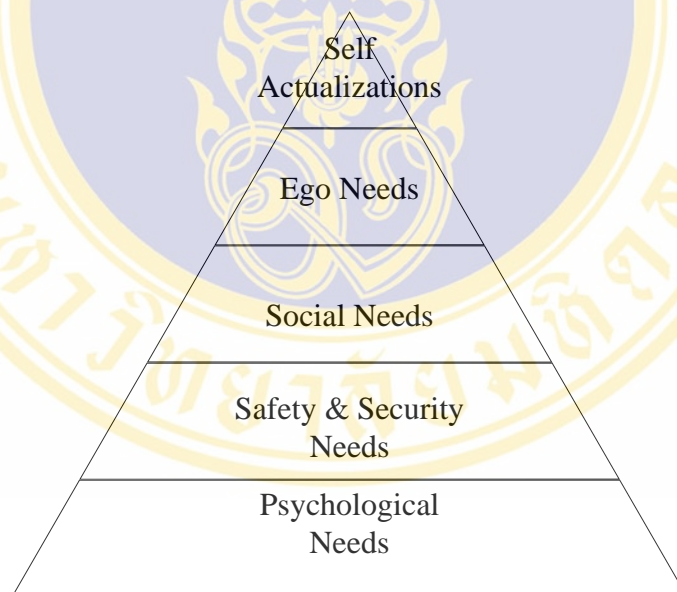 Self
Actualizations
Ego Needs
Social Needs
Safety & Security
Needs
Psychological
Needs